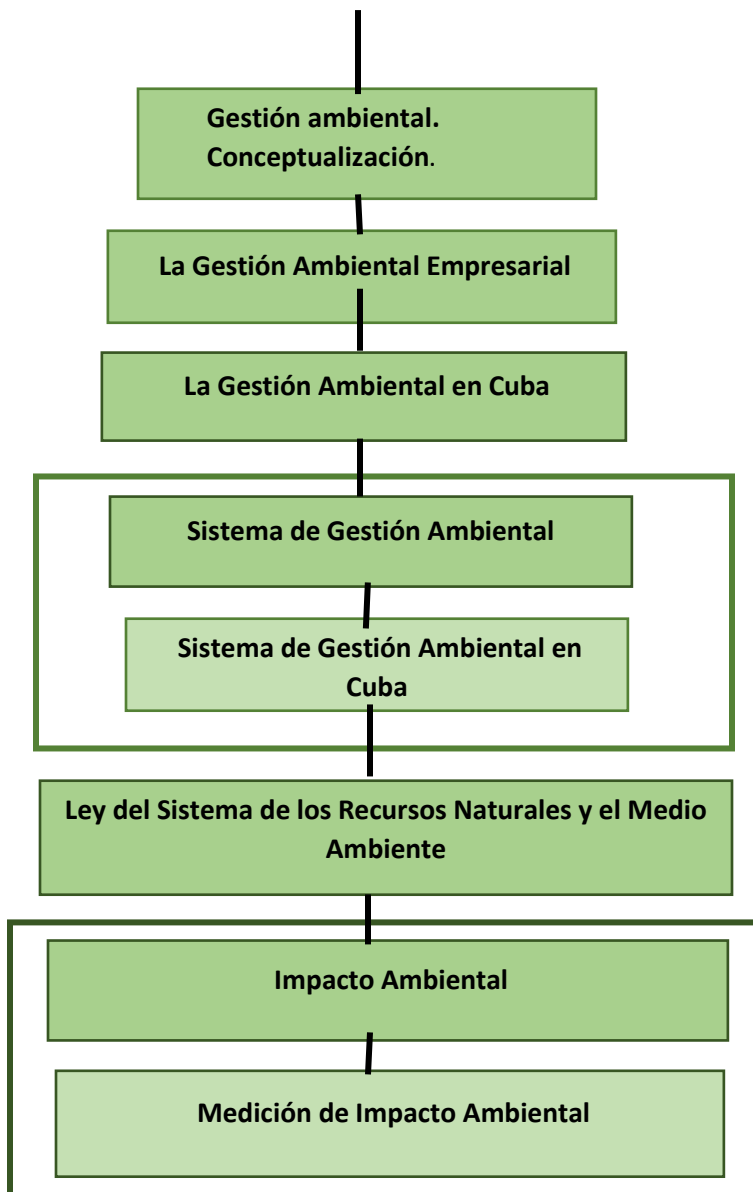 Gestión ambiental.
Conceptualización.
La Gestión Ambiental Empresarial
La Gestión Ambiental en Cuba
Sistema de Gestión Ambiental
Sistema de Gestión Ambiental en
Cuba
Ley del Sistema de los Recursos Naturales y el Medio
Ambiente
Impacto Ambiental
Medición de Impacto Ambiental